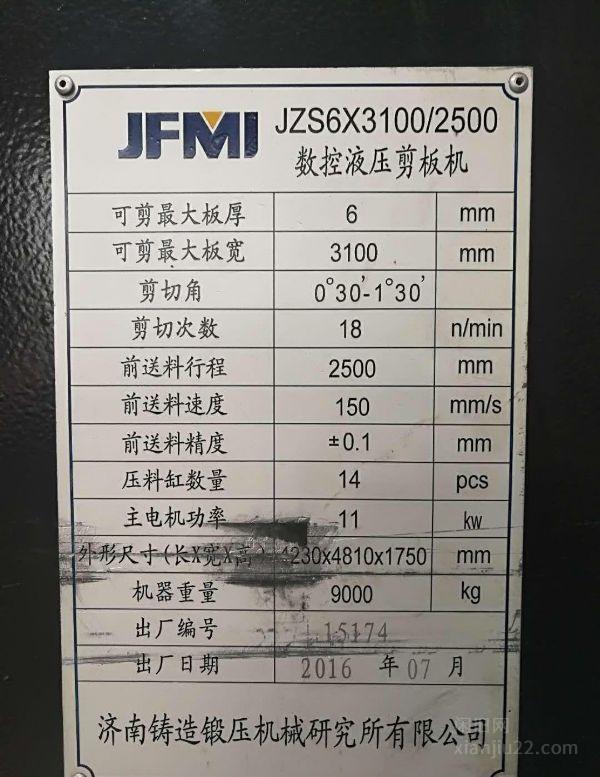 JFMI JZS6X3100/2500
数控液压剪板机
可剪最大板厚 6 mm
可剪最大板宽 3100 mm
剪切角 0°30'-1°30'
剪切次数 18 n/min
前送料行程 2500 mm
前送料速度 150 mm/s
前送料精度 ±0.1 mm
压料缸数量 14 pcs
主电机功率 11 kw
外形尺寸(长X宽X高) 4230x4810x1750 mm
机器重量 9000 kg
出厂编号 15174
出厂日期 2016 年 07 月
济南铸造锻压机械研究所有限公司
闲旧网
xianjiu22.com